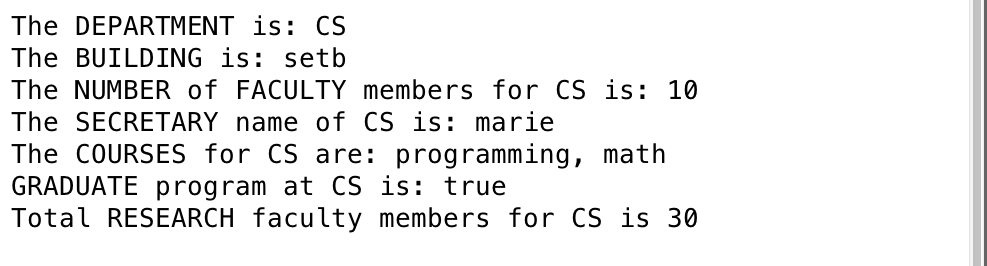 The DEPARTMENT is: CS
The BUILDING is: setb
The NUMBER of FACULTY members for CS is: 10
The SECRETARY name of CS is: marie
The COURSES for CS are: programming, math
GRADUATE program at CS is: true
Total RESEARCH faculty members for CS is 30